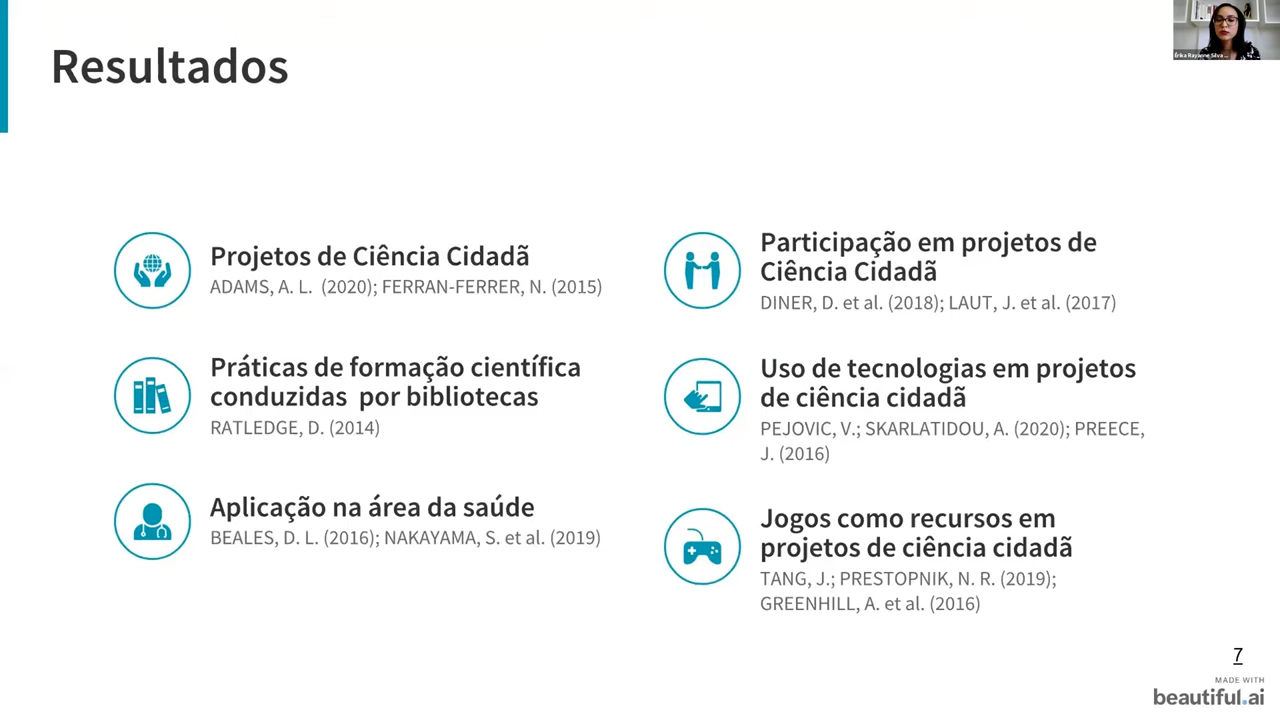 Resultados
Érika Rayanne Silva ...
Projetos de Ciência Cidadã
ADAMS, A. L. (2020); FERRAN-FERRER, N. (2015)
Práticas de formação científica
conduzidas por bibliotecas
RATLEDGE, D. (2014)
Aplicação na área da saúde
BEALES, D. L. (2016); NAKAYAMA, S. et al. (2019)
Participação em projetos de
Ciência Cidadã
DINER, D. et al. (2018); LAUT, J. et al. (2017)
Uso de tecnologias em projetos
de ciência cidadã
PEJOVIC, V.; SKARLATIDOU, A. (2020); PREECE,
J. (2016)
Jogos como recursos em
projetos de ciência cidadã
TANG, J.; PRESTOPNIK, N. R. (2019);
GREENHILL, A. et al. (2016)
7
MADE WITH
beautiful.ai